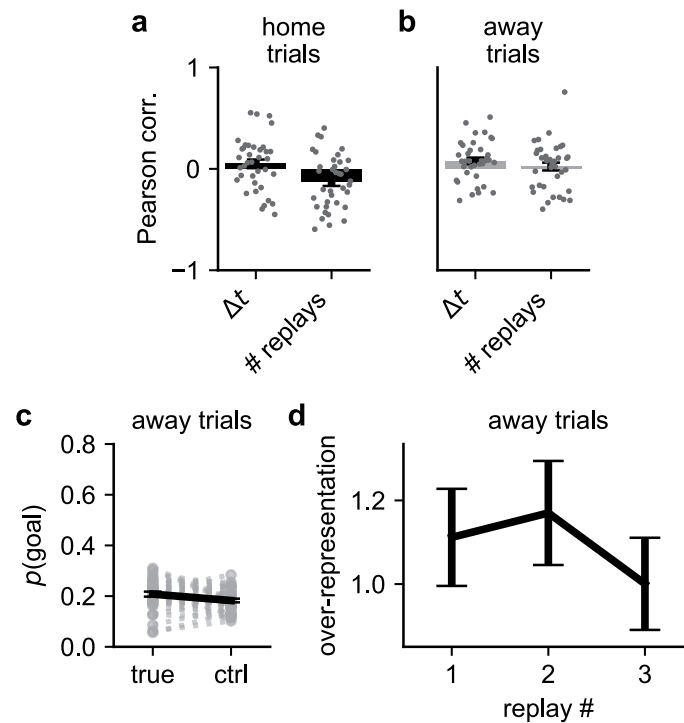 a
home
trials
b
away
trials
Pearson corr.
1
0
−1
Δt
# replays
Δt
# replays
c
away trials
p(goal)
0.8
0.6
0.4
0.2
0.0
true
ctrl
d
away trials
over-representation
1.2
1.0
1
2
3
replay #